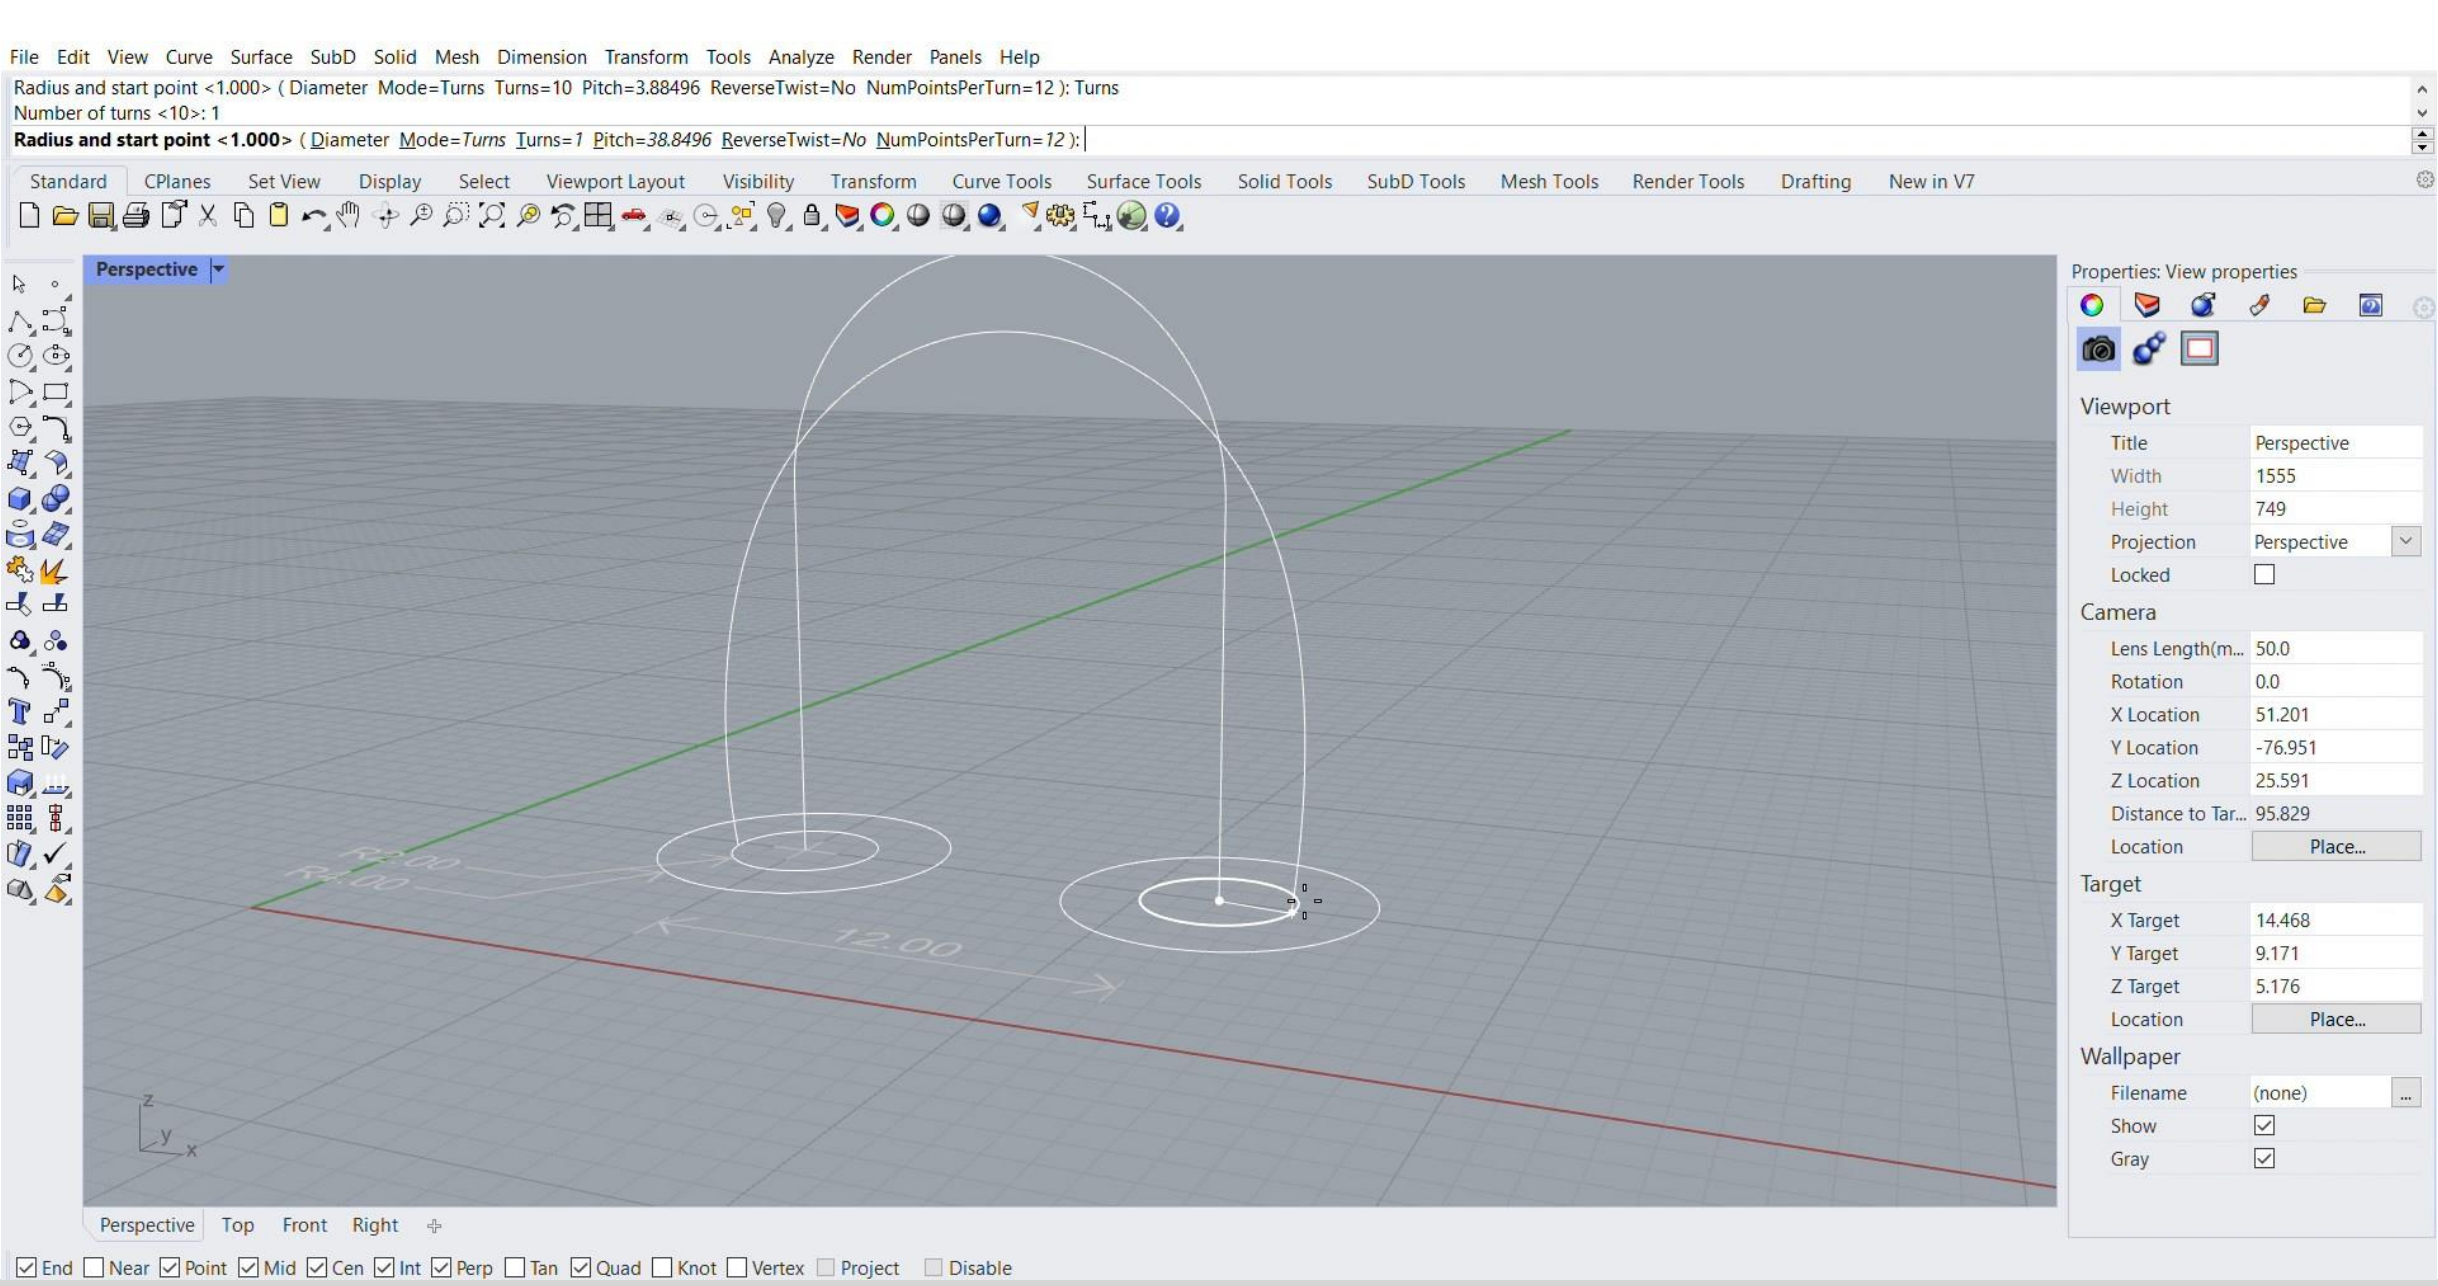 File Edit View Curve Surface SubD Solid Mesh Dimension Transform Tools Analyze Render Panels Help
Radius and start point <1.000> ( Diameter Mode=Turns Turns=10 Pitch=3.88496 ReverseTwist=No NumPointsPerTurn=12 ): Turns
Number of turns <10>: 1
Radius and start point <1.000> ( Diameter Mode=Turns Turns=1 Pitch=38.8496 ReverseTwist=No NumPointsPerTurn=12 ):
Standard CPlanes Set View Display Select Viewport Layout Visibility Transform Curve Tools Surface Tools Solid Tools SubD Tools Mesh Tools Render Tools Drafting New in V7
Perspective
R2.00
R4.00
12.00
z
y
x
Properties: View properties
Viewport
Title Perspective
Width 1555
Height 749
Projection Perspective
Locked
Camera
Lens Length(m... 50.0
Rotation 0.0
X Location 51.201
Y Location -76.951
Z Location 25.591
Distance to Tar... 95.829
Location Place...
Target
X Target 14.468
Y Target 9.171
Z Target 5.176
Location Place...
Wallpaper
Filename (none) ...
Show
Gray
Perspective Top Front Right
End Near Point Mid Cen Int Perp Tan Quad Knot Vertex Project Disable